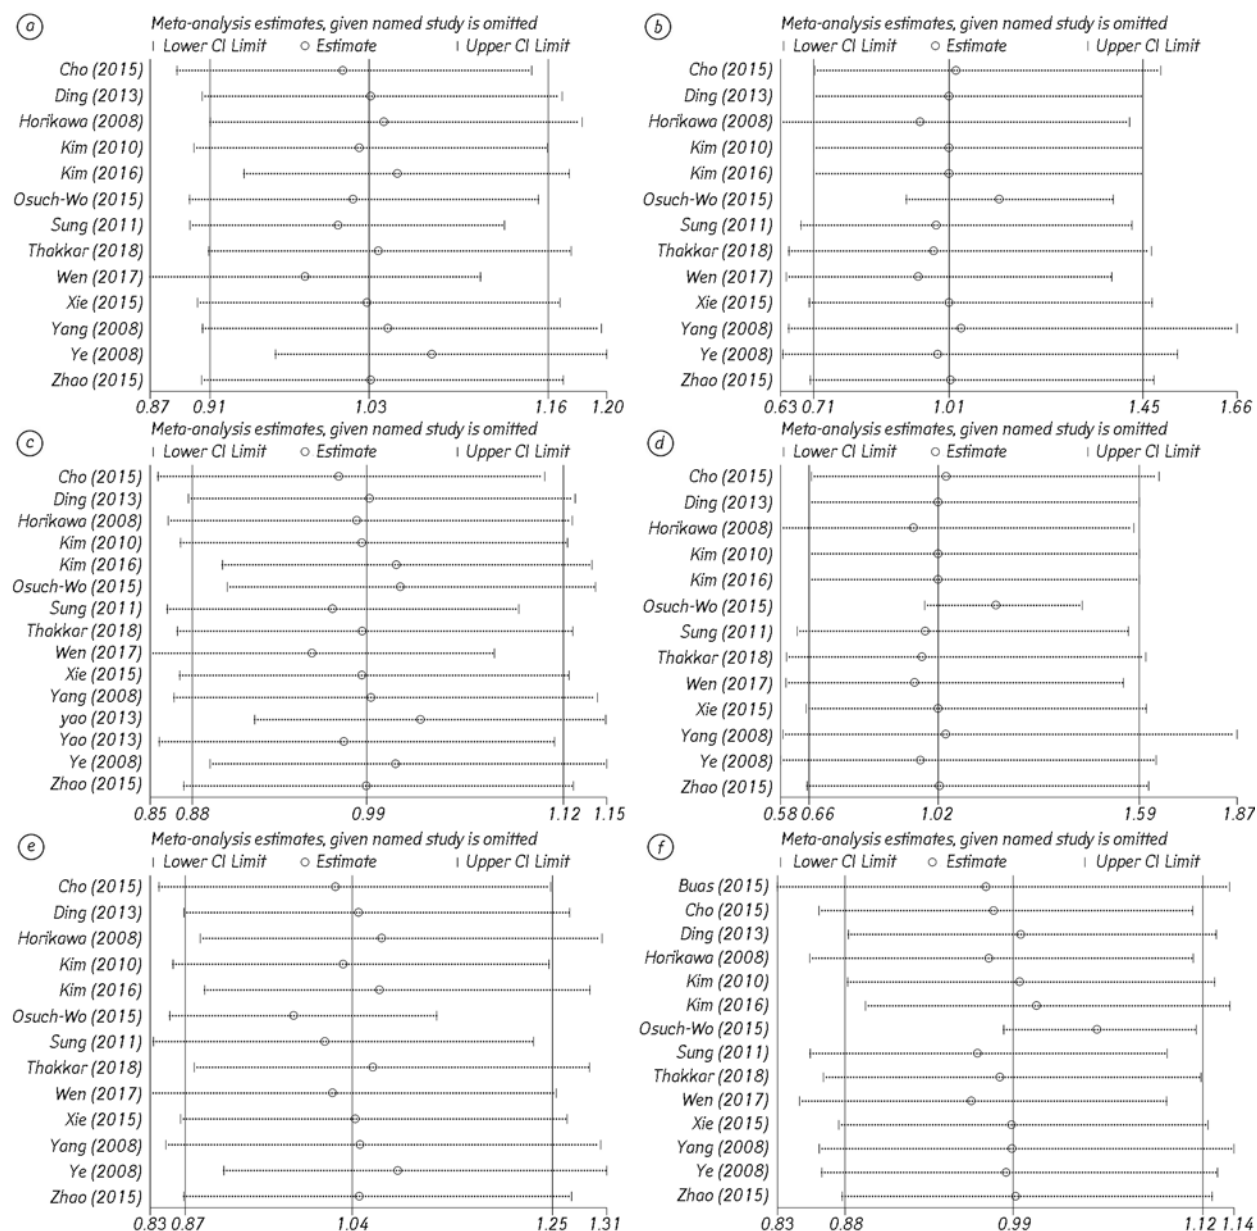 a
Meta-analysis estimates, given named study is omitted
| Lower CI Limit ○ Estimate | Upper CI Limit
Cho (2015)
Ding (2013)
Horikawa (2008)
Kim (2010)
Kim (2016)
Osuch-Wo (2015)
Sung (2011)
Thakkar (2018)
Wen (2017)
Xie (2015)
Yang (2008)
Ye (2008)
Zhao (2015)
0.87 0.91 1.03 1.16 1.20
b
Meta-analysis estimates, given named study is omitted
| Lower CI Limit ○ Estimate | Upper CI Limit
Cho (2015)
Ding (2013)
Horikawa (2008)
Kim (2010)
Kim (2016)
Osuch-Wo (2015)
Sung (2011)
Thakkar (2018)
Wen (2017)
Xie (2015)
Yang (2008)
Ye (2008)
Zhao (2015)
0.63 0.71 1.01 1.45 1.66
c
Meta-analysis estimates, given named study is omitted
| Lower CI Limit ○ Estimate | Upper CI Limit
Cho (2015)
Ding (2013)
Horikawa (2008)
Kim (2010)
Kim (2016)
Osuch-Wo (2015)
Sung (2011)
Thakkar (2018)
Wen (2017)
Xie (2015)
Yang (2008)
yao (2013)
Yao (2013)
Ye (2008)
Zhao (2015)
0.85 0.88 0.99 1.12 1.15
d
Meta-analysis estimates, given named study is omitted
| Lower CI Limit ○ Estimate | Upper CI Limit
Cho (2015)
Ding (2013)
Horikawa (2008)
Kim (2010)
Kim (2016)
Osuch-Wo (2015)
Sung (2011)
Thakkar (2018)
Wen (2017)
Xie (2015)
Yang (2008)
Ye (2008)
Zhao (2015)
0.58 0.66 1.02 1.59 1.87
e
Meta-analysis estimates, given named study is omitted
| Lower CI Limit ○ Estimate | Upper CI Limit
Cho (2015)
Ding (2013)
Horikawa (2008)
Kim (2010)
Kim (2016)
Osuch-Wo (2015)
Sung (2011)
Thakkar (2018)
Wen (2017)
Xie (2015)
Yang (2008)
Ye (2008)
Zhao (2015)
0.83 0.87 1.04 1.25 1.31
f
Meta-analysis estimates, given named study is omitted
| Lower CI Limit ○ Estimate | Upper CI Limit
Buas (2015)
Cho (2015)
Ding (2013)
Horikawa (2008)
Kim (2010)
Kim (2016)
Osuch-Wo (2015)
Sung (2011)
Thakkar (2018)
Wen (2017)
Xie (2015)
Yang (2008)
Ye (2008)
Zhao (2015)
0.83 0.88 0.99 1.12 1.14